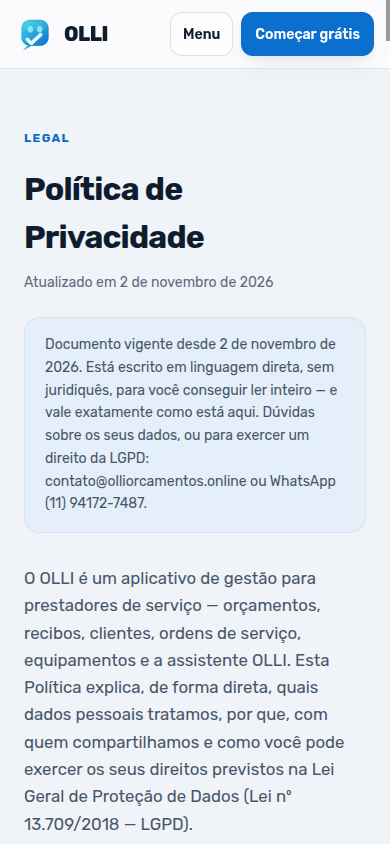 OLLI
Menu
Começar grátis
LEGAL
Política de
Privacidade
Atualizado em 2 de novembro de 2026
Documento vigente desde 2 de novembro de
2026. Está escrito em linguagem direta, sem
juridiquês, para você conseguir ler inteiro — e
vale exatamente como está aqui. Dúvidas
sobre os seus dados, ou para exercer um
direito da LGPD:
contato@olliorcamentos.online ou WhatsApp
(11) 94172-7487.
O OLLI é um aplicativo de gestão para
prestadores de serviço — orçamentos,
recibos, clientes, ordens de serviço,
equipamentos e a assistente OLLI. Esta
Política explica, de forma direta, quais
dados pessoais tratamos, por que, com
quem compartilhamos e como você pode
exercer os seus direitos previstos na Lei
Geral de Proteção de Dados (Lei nº
13.709/2018 — LGPD).